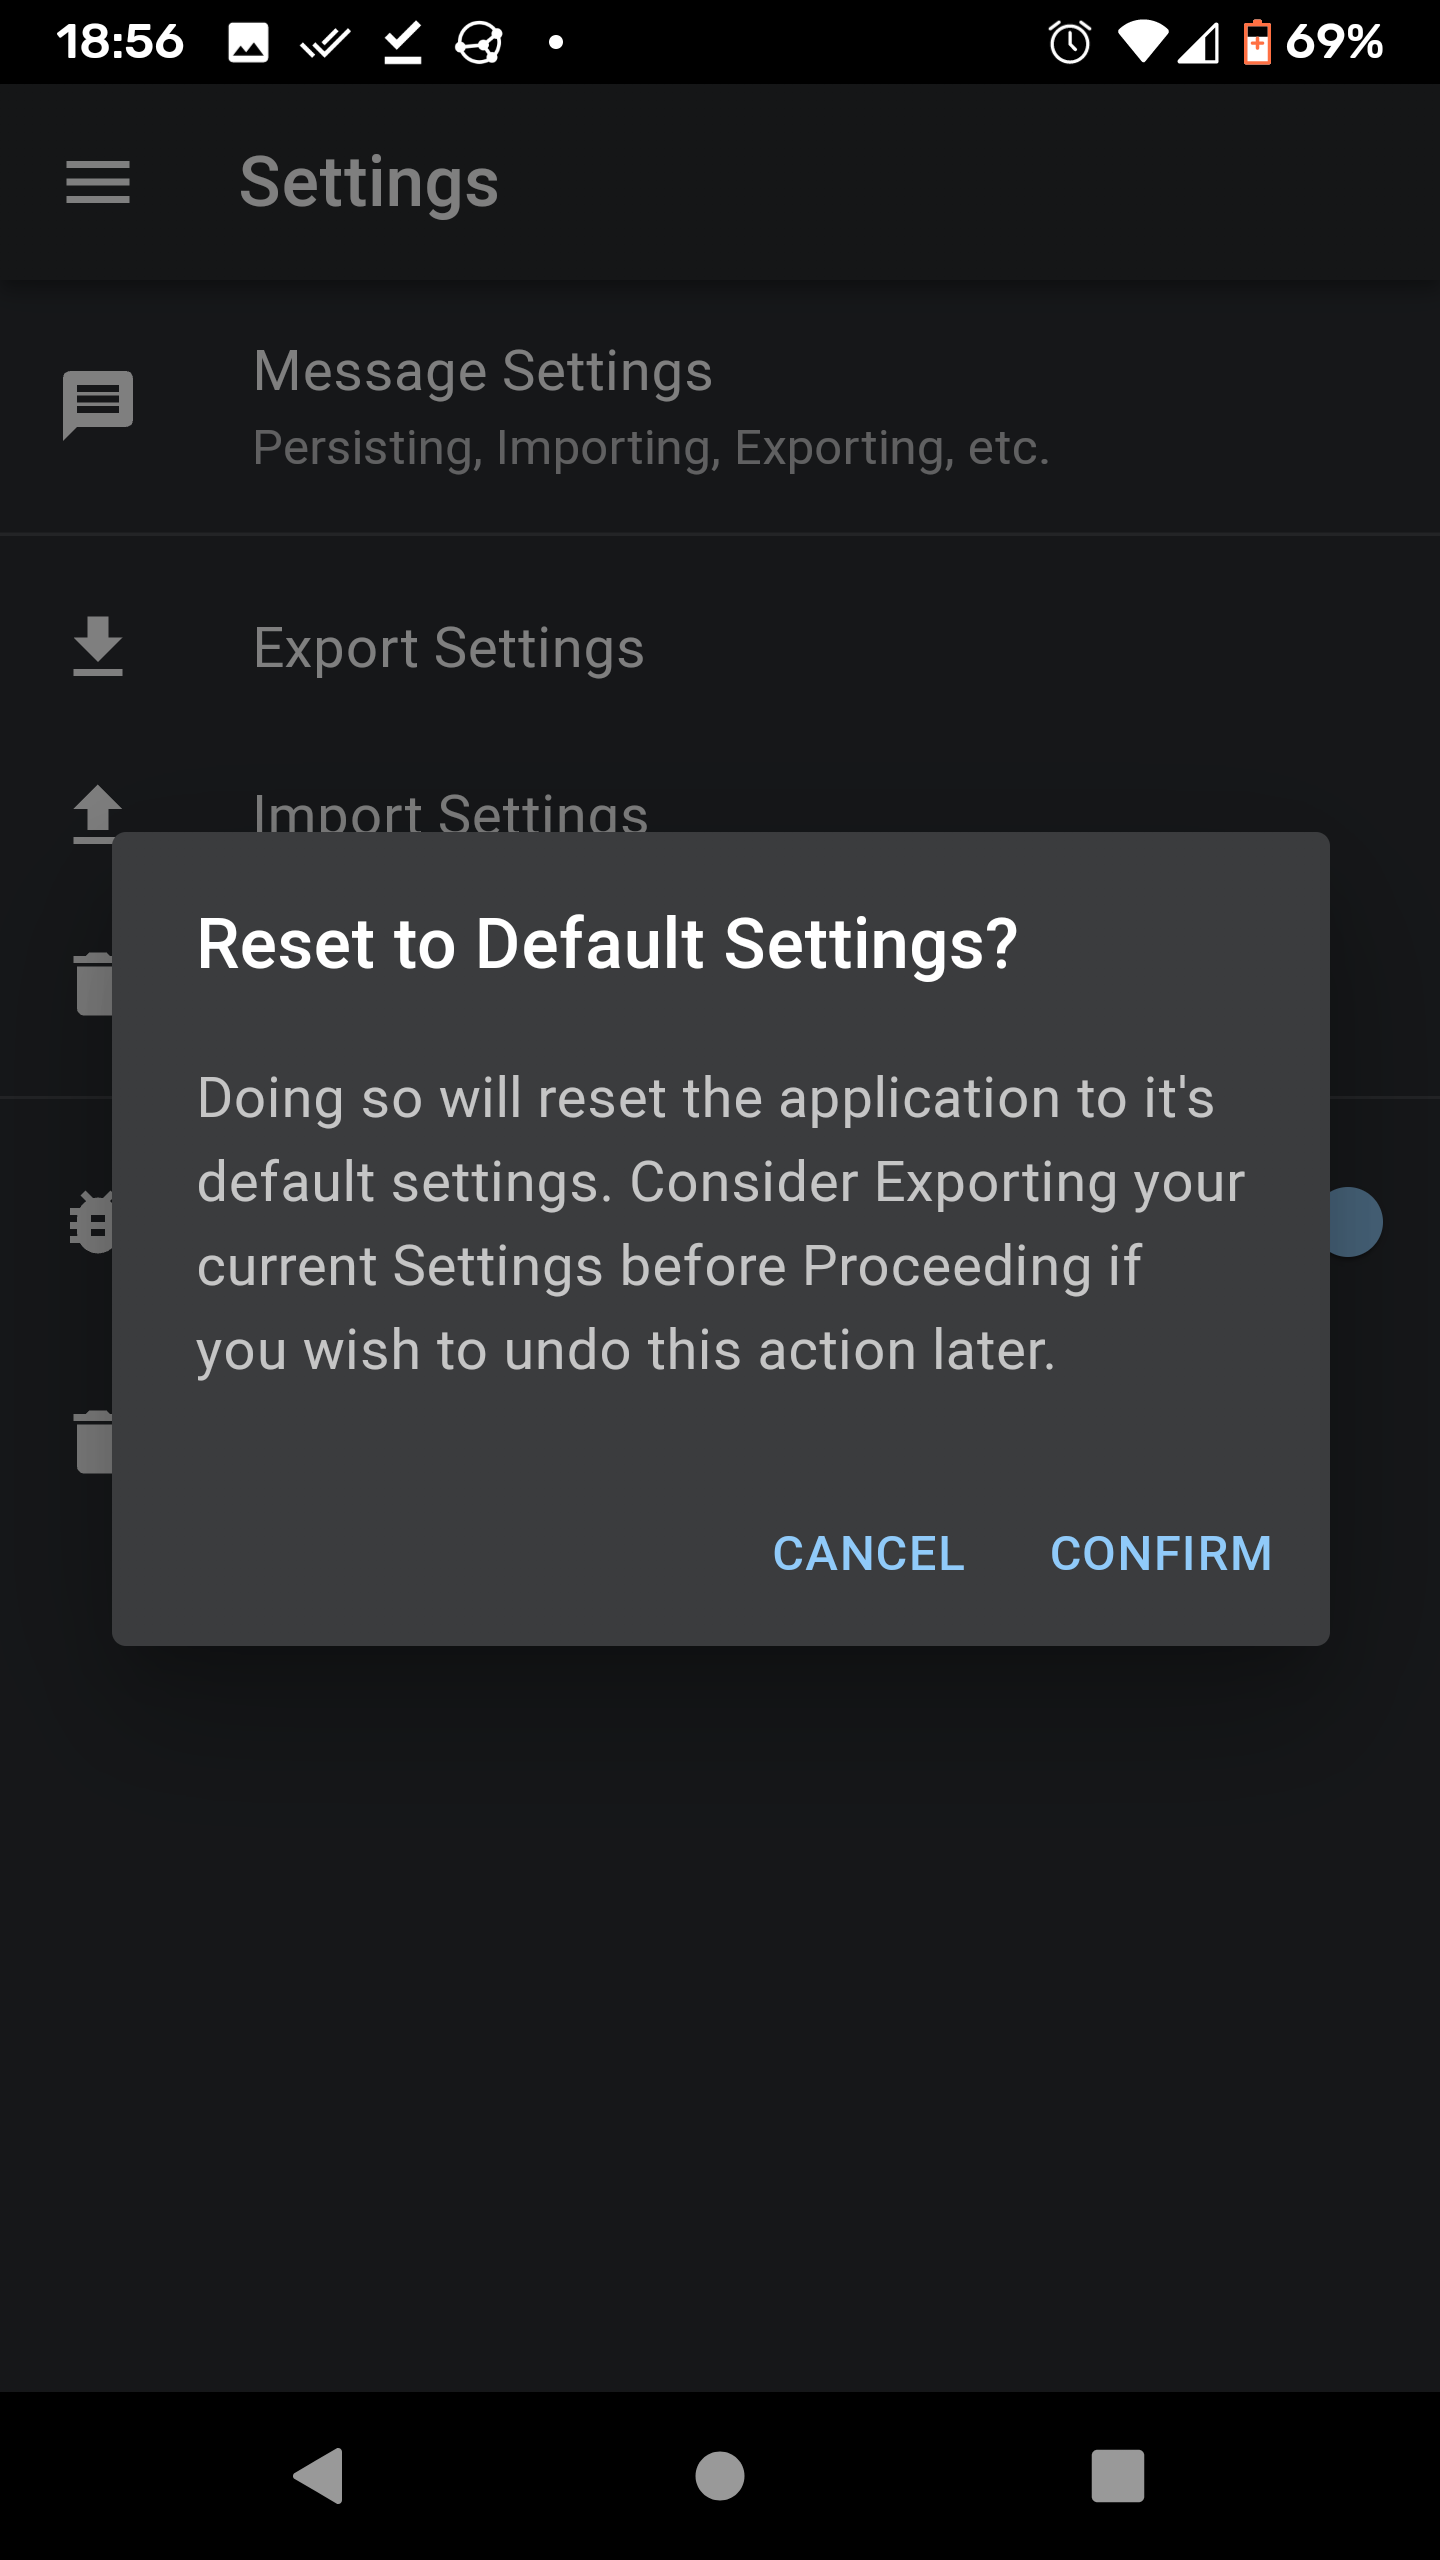 18:56
69%
Settings
Message Settings
Persisting, Importing, Exporting, etc.
Export Settings
Import Settings
Reset to Default Settings?
Doing so will reset the application to it's
default settings. Consider Exporting your
current Settings before Proceeding if
you wish to undo this action later.
CANCEL CONFIRM